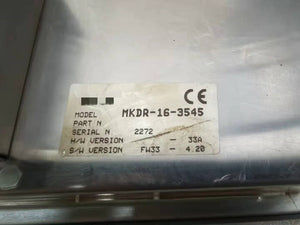 CE
MODEL MKDR-16-3545
PART N
SERIAL N 2272
H/W VERSION - 33A
S/W VERSION FW33 - 4.20